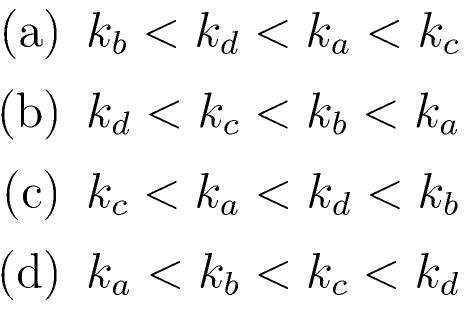 (a) k_b < k_d < k_a < k_c
(b) k_d < k_c < k_b < k_a
(c) k_c < k_a < k_d < k_b
(d) k_a < k_b < k_c < k_d